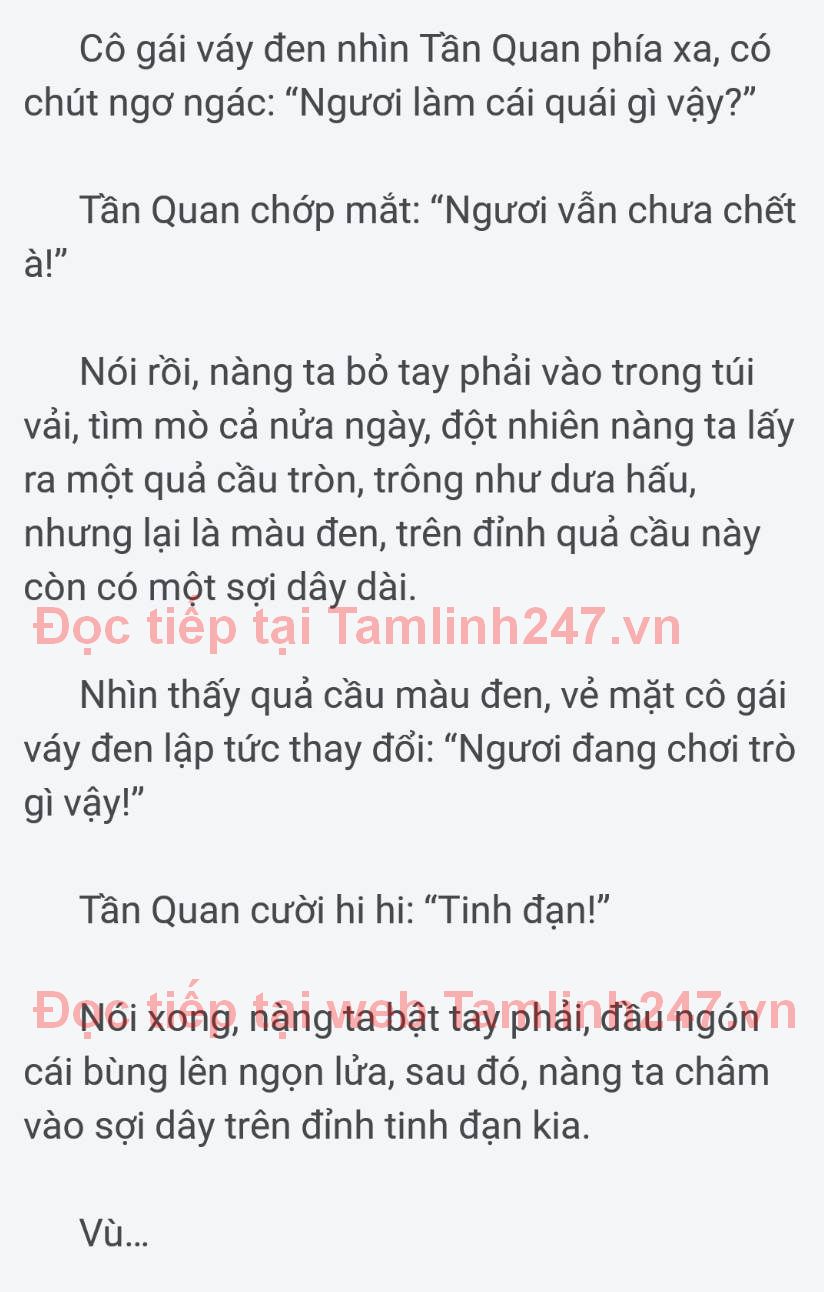 Cô gái váy đen nhìn Tần Quan phía xa, có
chút ngơ ngác: “Ngươi làm cái quái gì vậy?”
Tần Quan chớp mắt: “Ngươi vẫn chưa chết
à!”
Nói rồi, nàng ta bỏ tay phải vào trong túi
vải, tìm mò cả nửa ngày, đột nhiên nàng ta lấy
ra một quả cầu tròn, trông như dưa hấu,
nhưng lại là màu đen, trên đỉnh quả cầu này
còn có một sợi dây dài.
Đọc tiếp tại Tamlinh247.vn
Nhìn thấy quả cầu màu đen, vẻ mặt cô gái
váy đen lập tức thay đổi: “Ngươi đang chơi trò
gì vậy!”
Tần Quan cười hi hi: “Tinh đạn!”
Đọc tiếp tại web Tamlinh247.vn
Nói xong, nàng ta bật tay phải, đầu ngón
cái bùng lên ngọn lửa, sau đó, nàng ta châm
vào sợi dây trên đỉnh tinh đạn kia.
Vù...